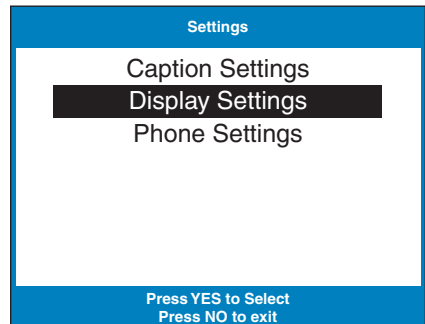 Settings
Caption Settings
Display Settings
Phone Settings
Press YES to Select
Press NO to exit